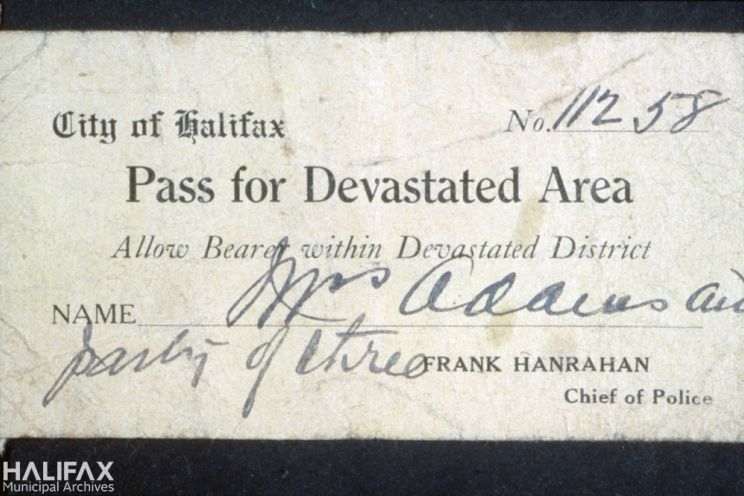 City of Halifax
No. 11258
Pass for Devastated Area
Allow Bearer within Devastated District
NAME Mrs Addams and
party of three
FRANK HANRAHAN
Chief of Police
HALIFAX
Municipal Archives